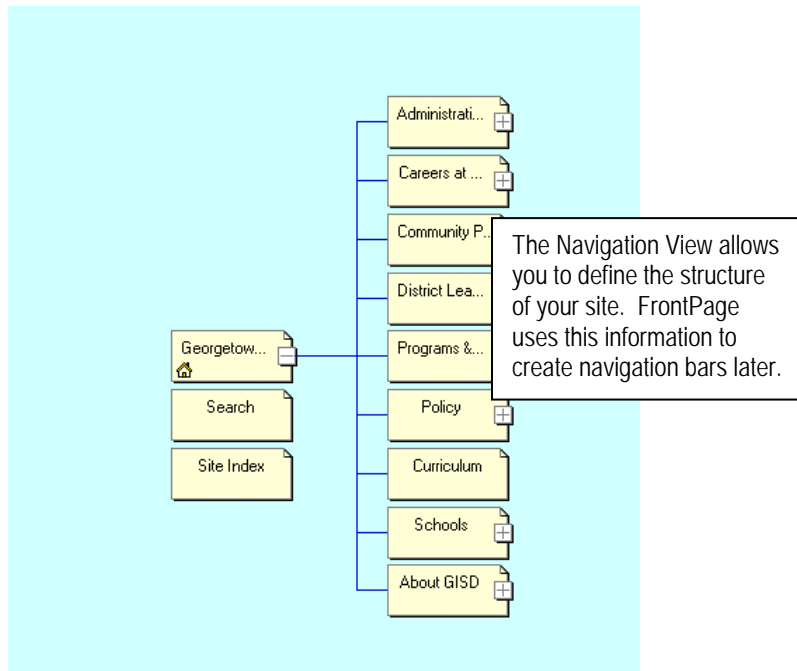 Administrati...
Careers at ...
Community P...
District Lea...
Georgetow...
Programs &...
Search
Policy
Site Index
Curriculum
Schools
About GISD
The Navigation View allows
you to define the structure
of your site.  FrontPage
uses this information to
create navigation bars later.